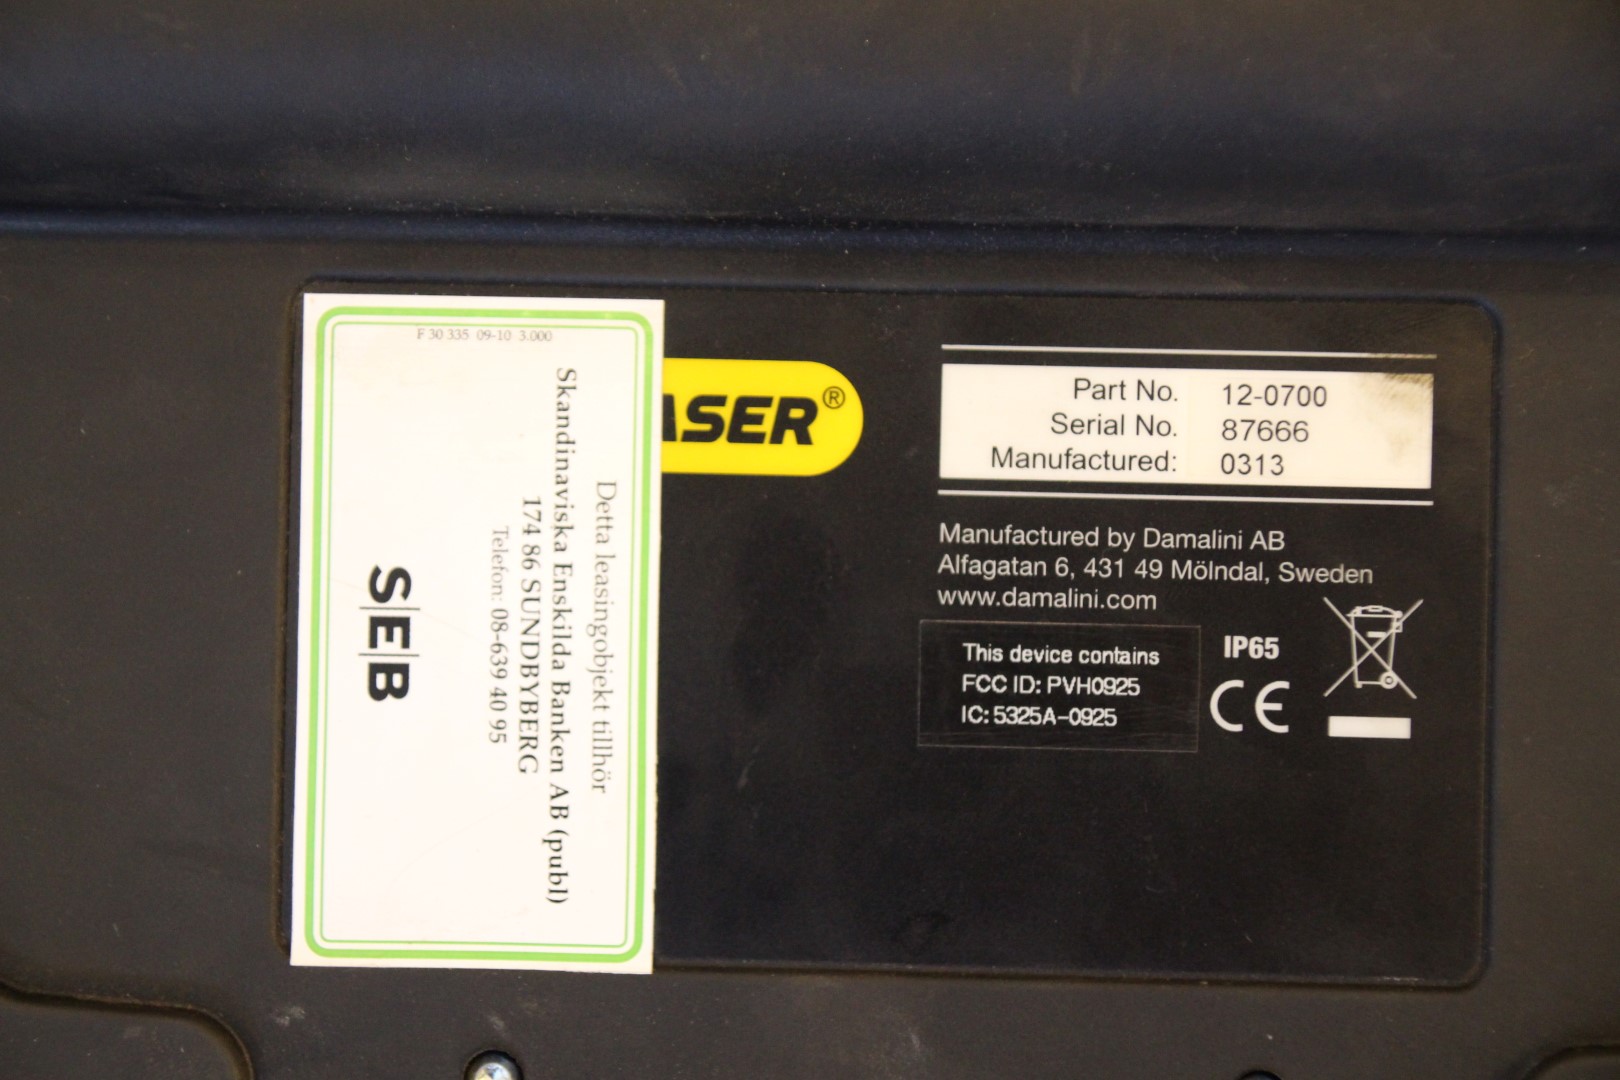 F 30 335 09-10 3.000
Detta leasingobjekt tillhör
Skandinaviska Enskilda Banken AB (publ)
174 86 SUNDBYBERG
Telefon: 08-639 40 95
SEB
ASER®
Part No. 12-0700
Serial No. 87666
Manufactured: 0313
Manufactured by Damalini AB
Alfagatan 6, 431 49 Mölndal, Sweden
www.damalini.com
This device contains
FCC ID: PVH0925
IC: 5325A-0925
IP65
CE